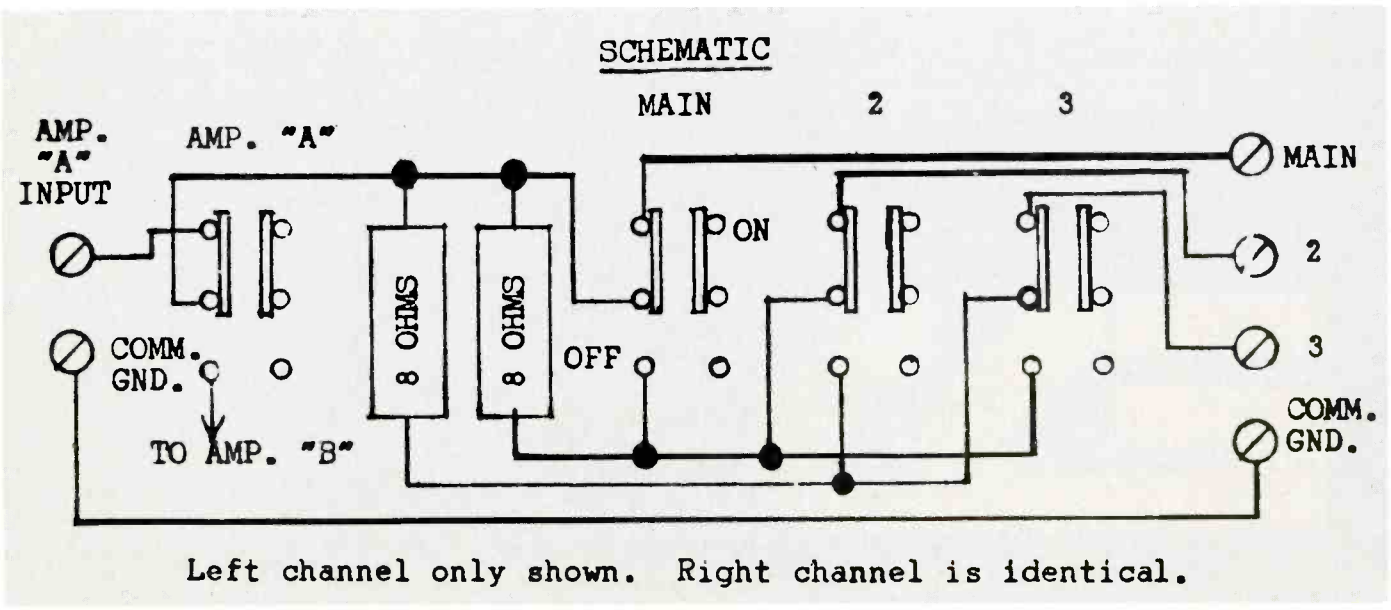 SCHEMATIC
MAIN 2 3
AMP.
"A"
INPUT
AMP. "A"
MAIN
ON
2
8 OHMS
8 OHMS
OFF
3
COMM.
GND.
COMM.
GND.
TO AMP. "B"
Left channel only shown. Right channel is identical.